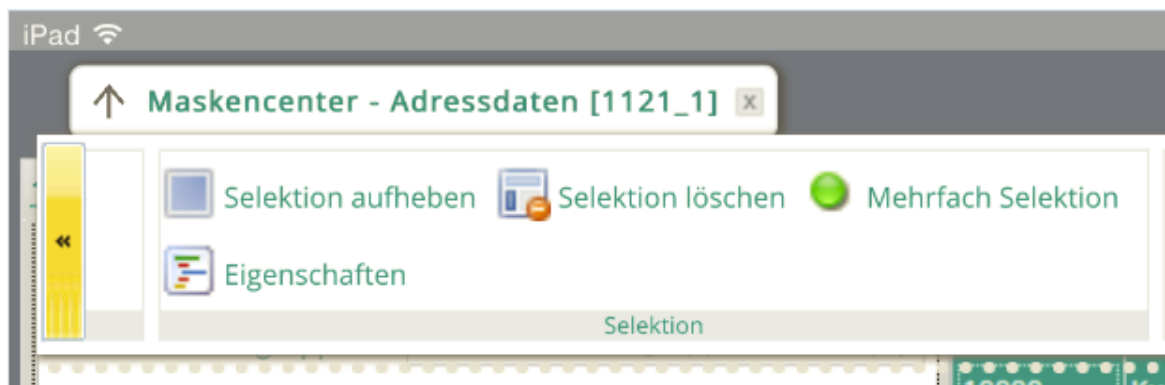 iPad
Maskencenter - Adressdaten [1121_1] x
«
Selektion aufheben Selektion löschen Mehrfach Selektion
Eigenschaften
Selektion